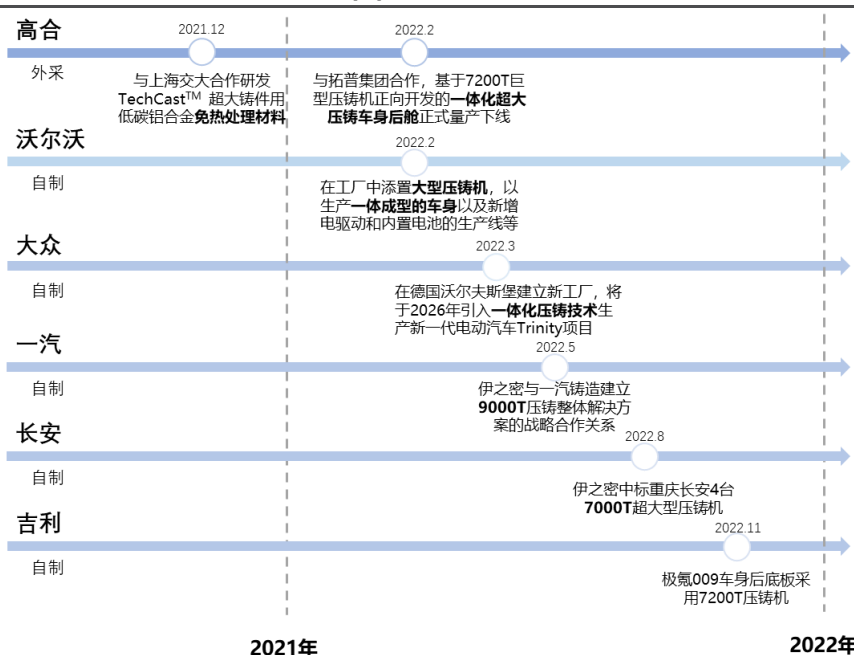 高合
2021.12
2022.2
外采
与上海交大合作研发
TechCast™ 超大铸件用
低碳铝合金免热处理材料
与拓普集团合作，基于7200T巨
型压铸机正向开发的一体化超大
压铸车身后舱正式量产下线
沃尔沃
2022.2
自制
在工厂中添置大型压铸机，以
生产一体成型的车身以及新增
电驱动和内置电池的生产线等
大众
2022.3
自制
在德国沃尔夫斯堡建立新工厂，将
于2026年引入一体化压铸技术生
产新一代电动汽车Trinity项目
一汽
2022.5
自制
伊之密与一汽铸造建立
9000T压铸整体解决方
案的战略合作关系
长安
2022.8
自制
伊之密中标重庆长安4台
7000T超大型压铸机
吉利
2022.11
自制
极氪009车身后底板采
用7200T压铸机
2021年
2022年